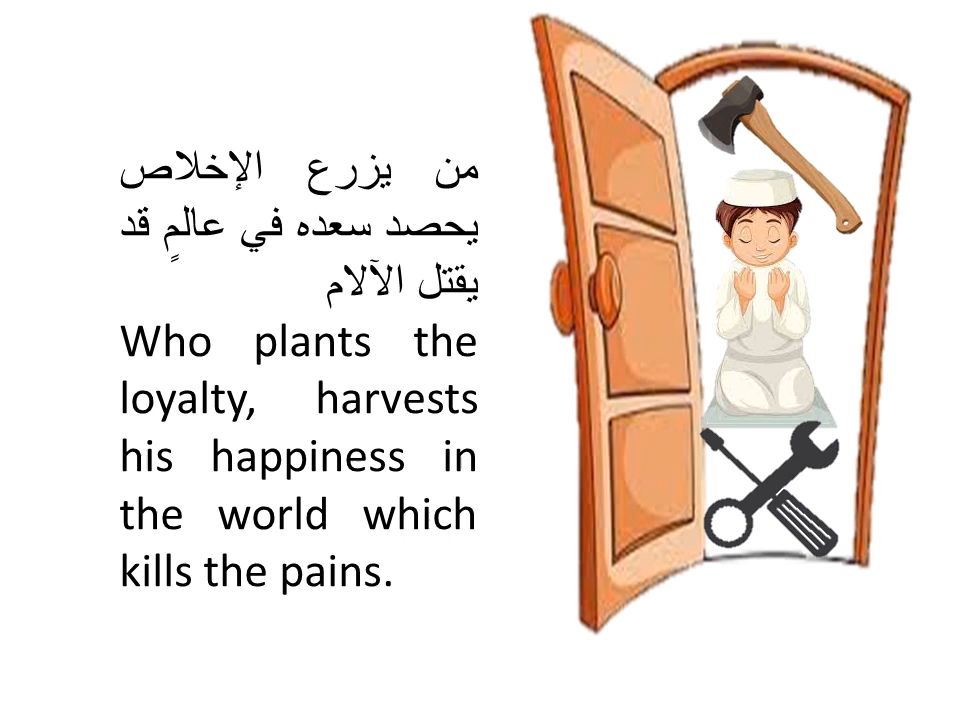 من يزرع الإخلاص
يحصد سعده في عالمٍ قد
يقتل الآلام
Who plants the
loyalty, harvests
his happiness in
the world which
kills the pains.